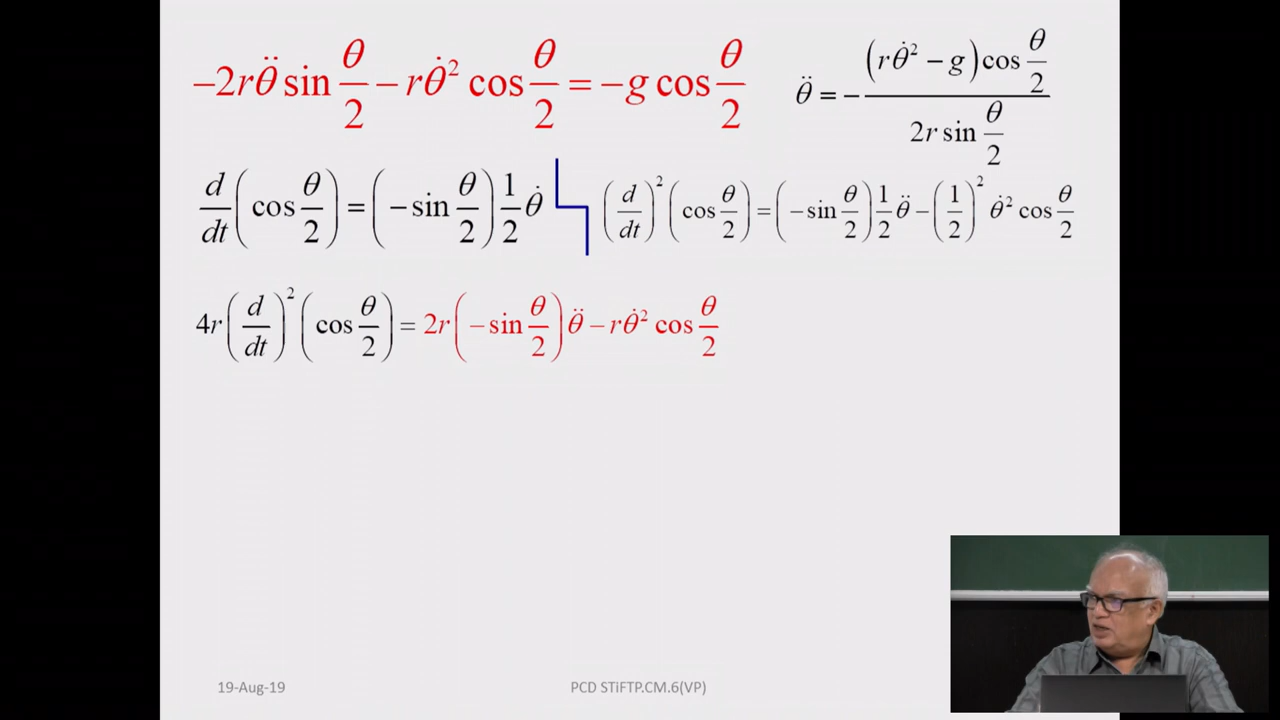 −2rθ̈ sin θ/2 − rθ̇² cos θ/2 = −g cos θ/2
θ̈ = − (rθ̇² − g) cos θ/2 / 2r sin θ/2
d/dt (cos θ/2) = (−sin θ/2) 1/2 θ̇
(d/dt)² (cos θ/2) = (−sin θ/2) 1/2 θ̈ − (1/2)² θ̇² cos θ/2
4r (d/dt)² (cos θ/2) = 2r (−sin θ/2) θ̈ − rθ̇² cos θ/2
19-Aug-19 PCD STiFTP.CM.6(VP)